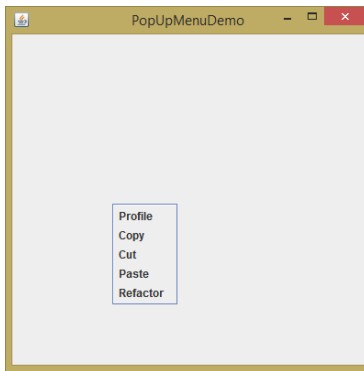 PopUpMenuDemo
Profile
Copy
Cut
Paste
Refactor